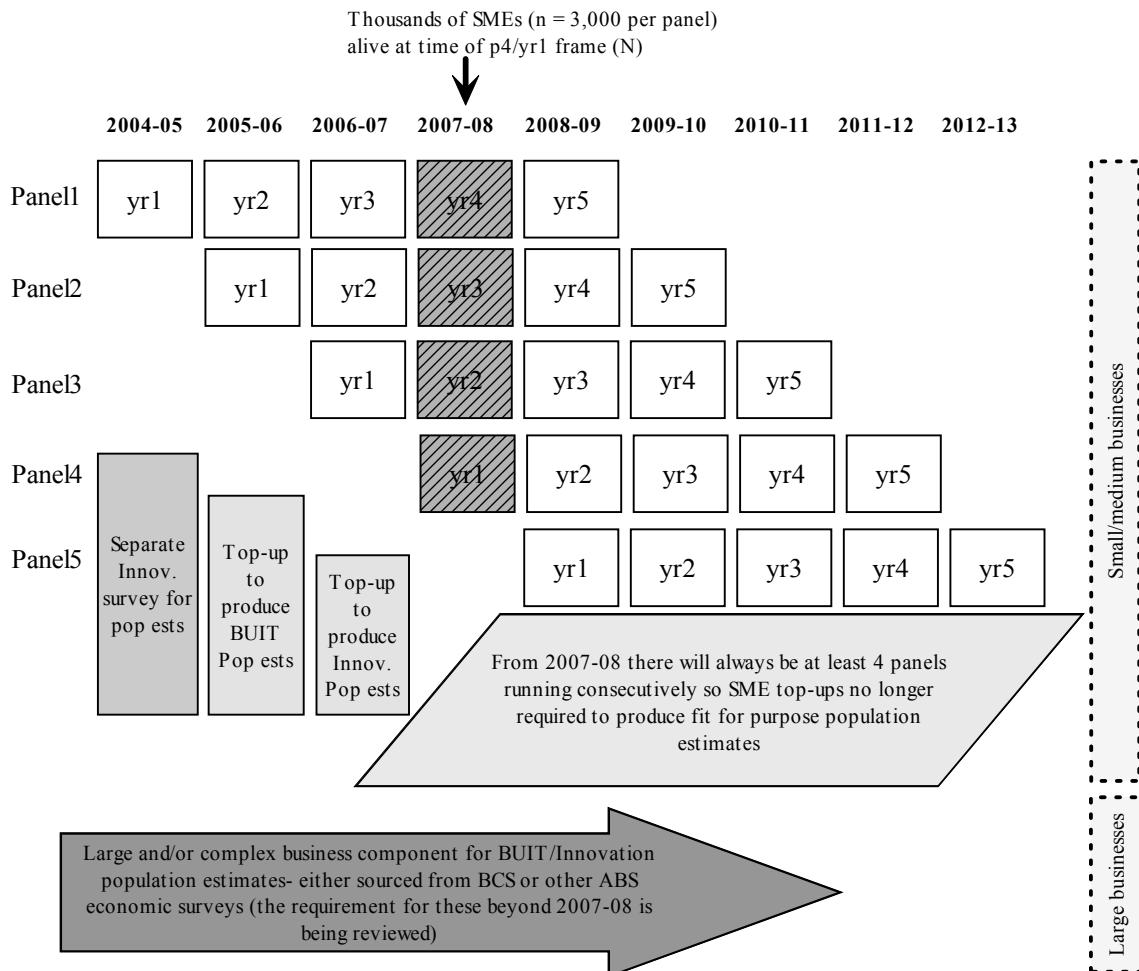 Thousands of SMEs (n = 3,000 per panel)
alive at time of p4/yr1 frame (N)
2004-05 2005-06 2006-07 2007-08 2008-09 2009-10 2010-11 2011-12 2012-13
Panel1 yr1 yr2 yr3 yr4 yr5
Panel2 yr1 yr2 yr3 yr4 yr5
Panel3 yr1 yr2 yr3 yr4 yr5
Panel4 yr1 yr2 yr3 yr4 yr5
Panel5 yr1 yr2 yr3 yr4 yr5
Separate
Innov.
survey for
pop ests
Top-up
to
produce
BUIT
Pop ests
Top-up
to
produce
Innov.
Pop ests
From 2007-08 there will always be at least 4 panels
running consecutively so SME top-ups no longer
required to produce fit for purpose population
estimates
Small/medium businesses
Large and/or complex business component for BUIT/Innovation
population estimates- either sourced from BCS or other ABS
economic surveys (the requirement for these beyond 2007-08 is
being reviewed)
Large businesses